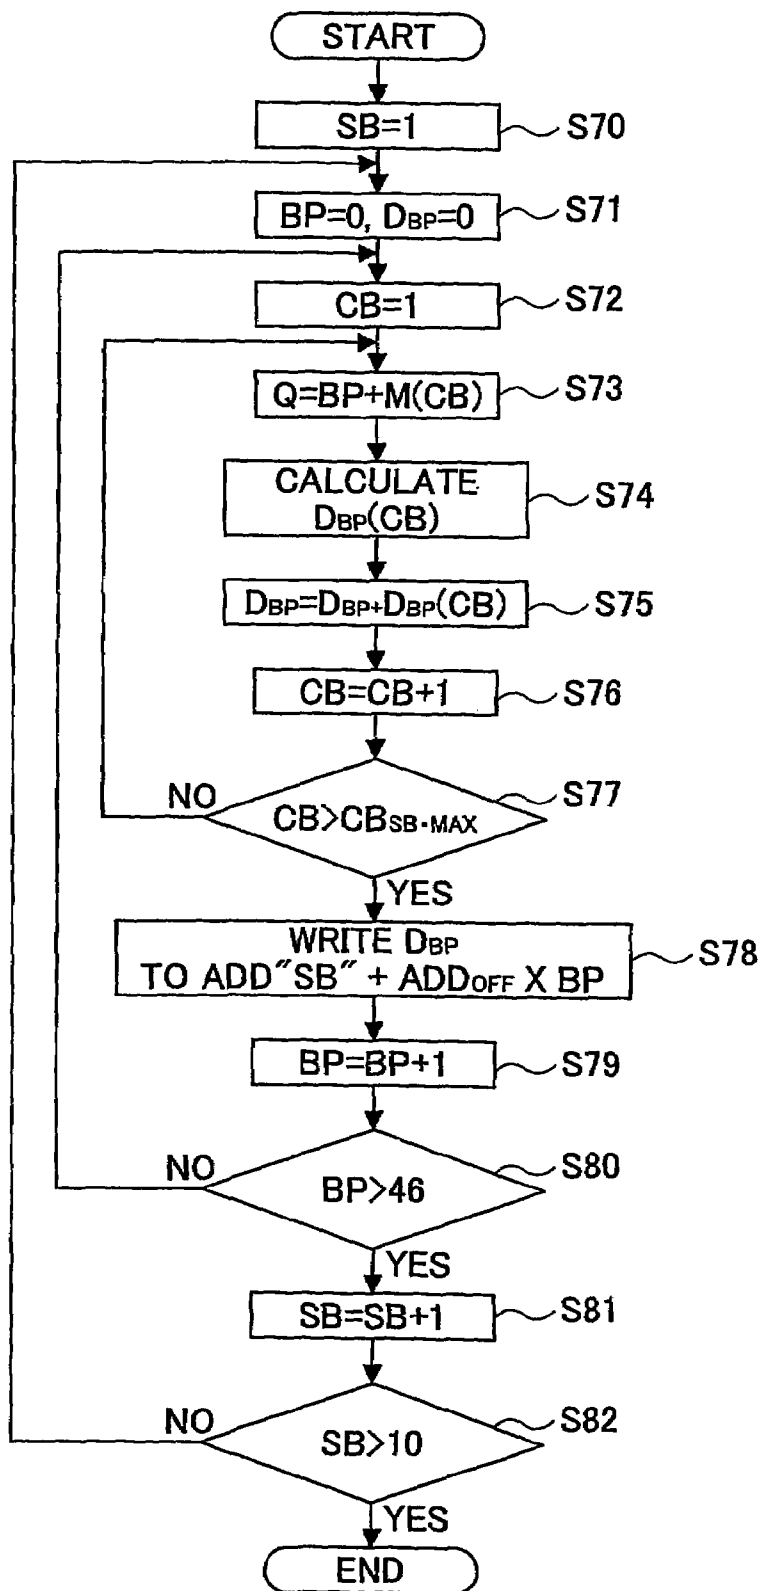 START
SB=1
S70
BP=0, DBP=0
S71
CB=1
S72
Q=BP+M(CB)
S73
CALCULATE
DBP(CB)
S74
DBP=DBP+DBP(CB)
S75
CB=CB+1
S76
NO
CB>CBSB·MAX
S77
YES
WRITE DBP
TO ADD"SB" + ADDOFF X BP
S78
BP=BP+1
S79
NO
BP>46
S80
YES
SB=SB+1
S81
NO
SB>10
S82
YES
END